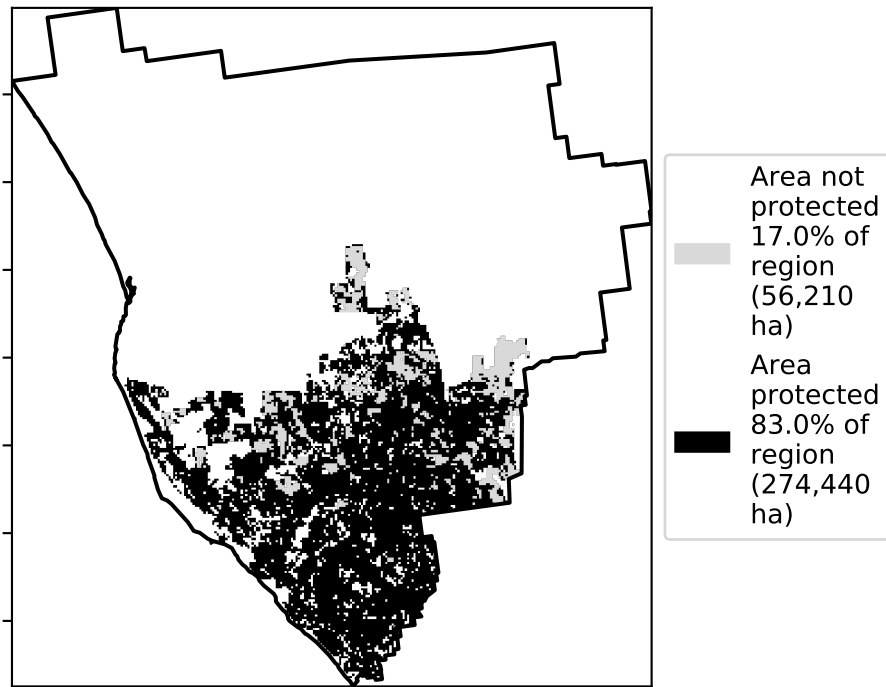 Area not
protected
17.0% of
region
(56,210
ha)
Area
protected
83.0% of
region
(274,440
ha)